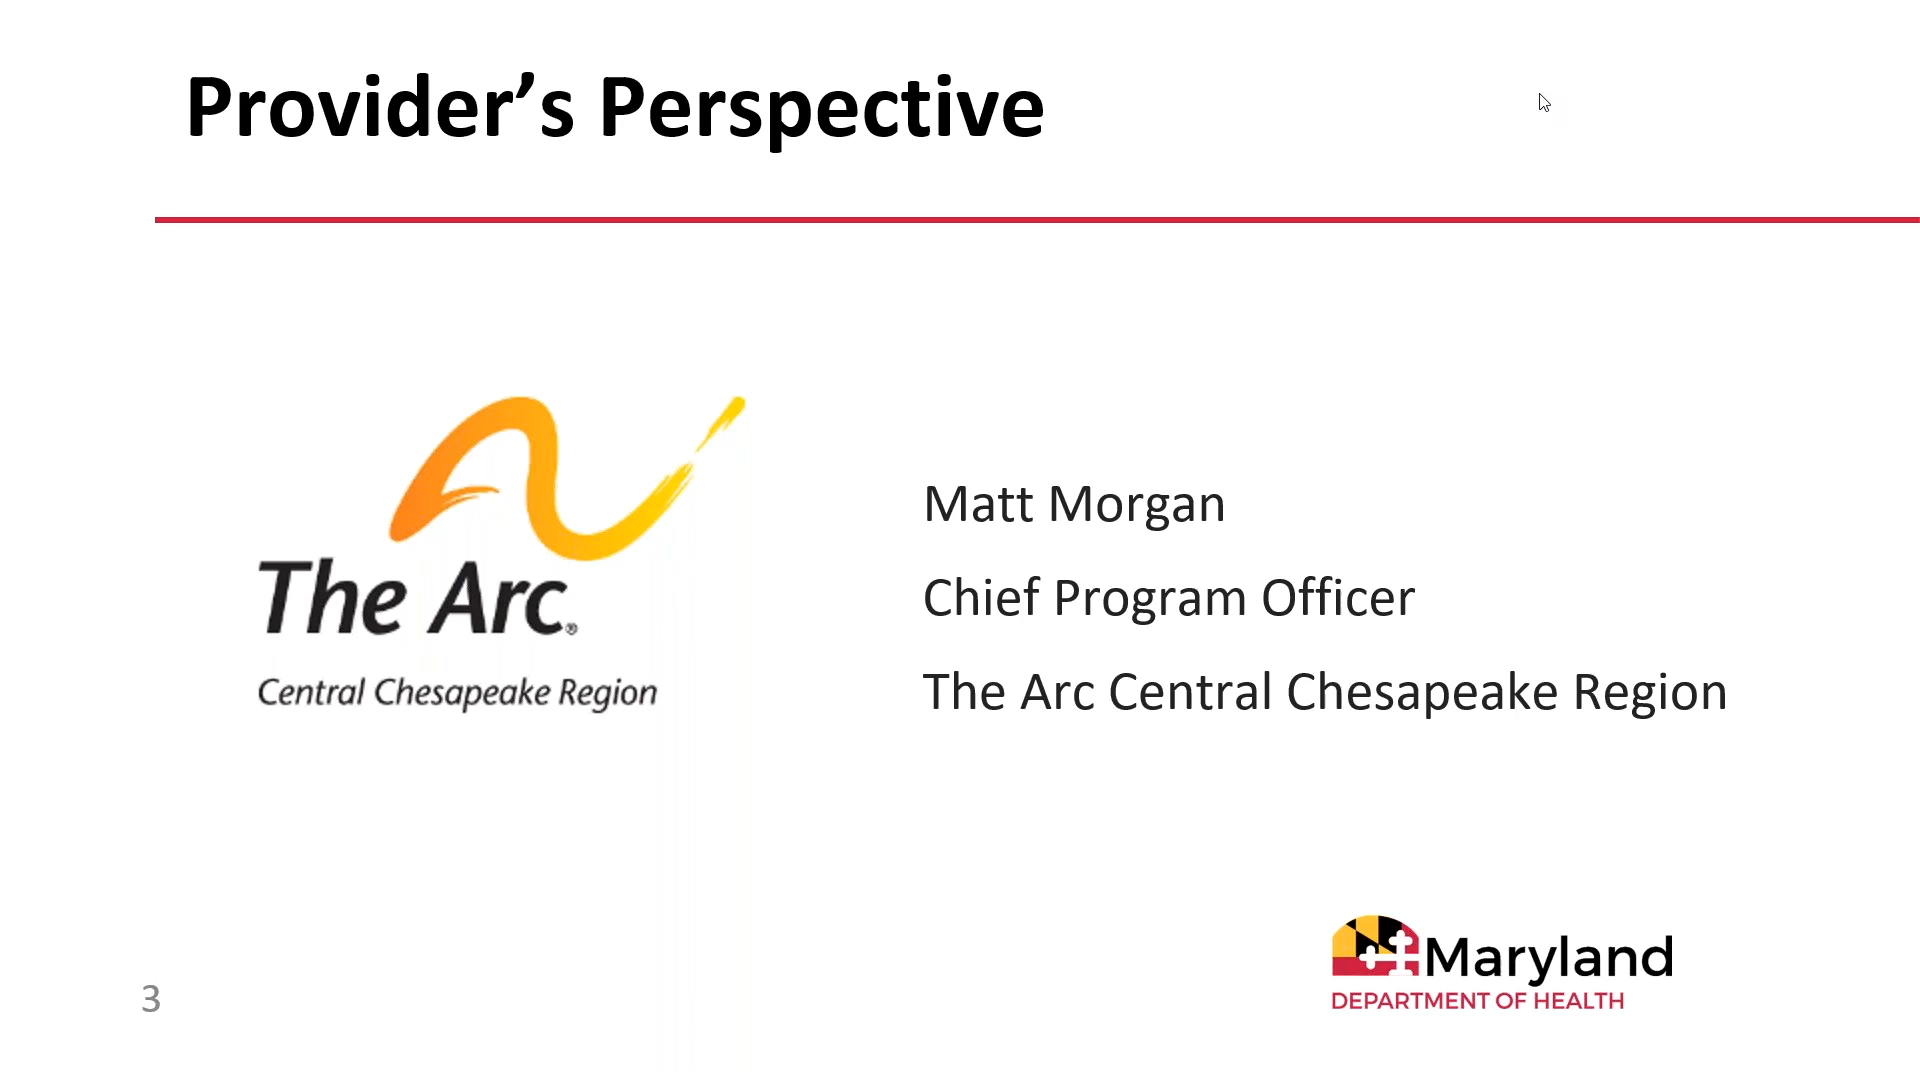 Provider’s Perspective
The Arc®
Central Chesapeake Region
Matt Morgan
Chief Program Officer
The Arc Central Chesapeake Region
Maryland
DEPARTMENT OF HEALTH
3